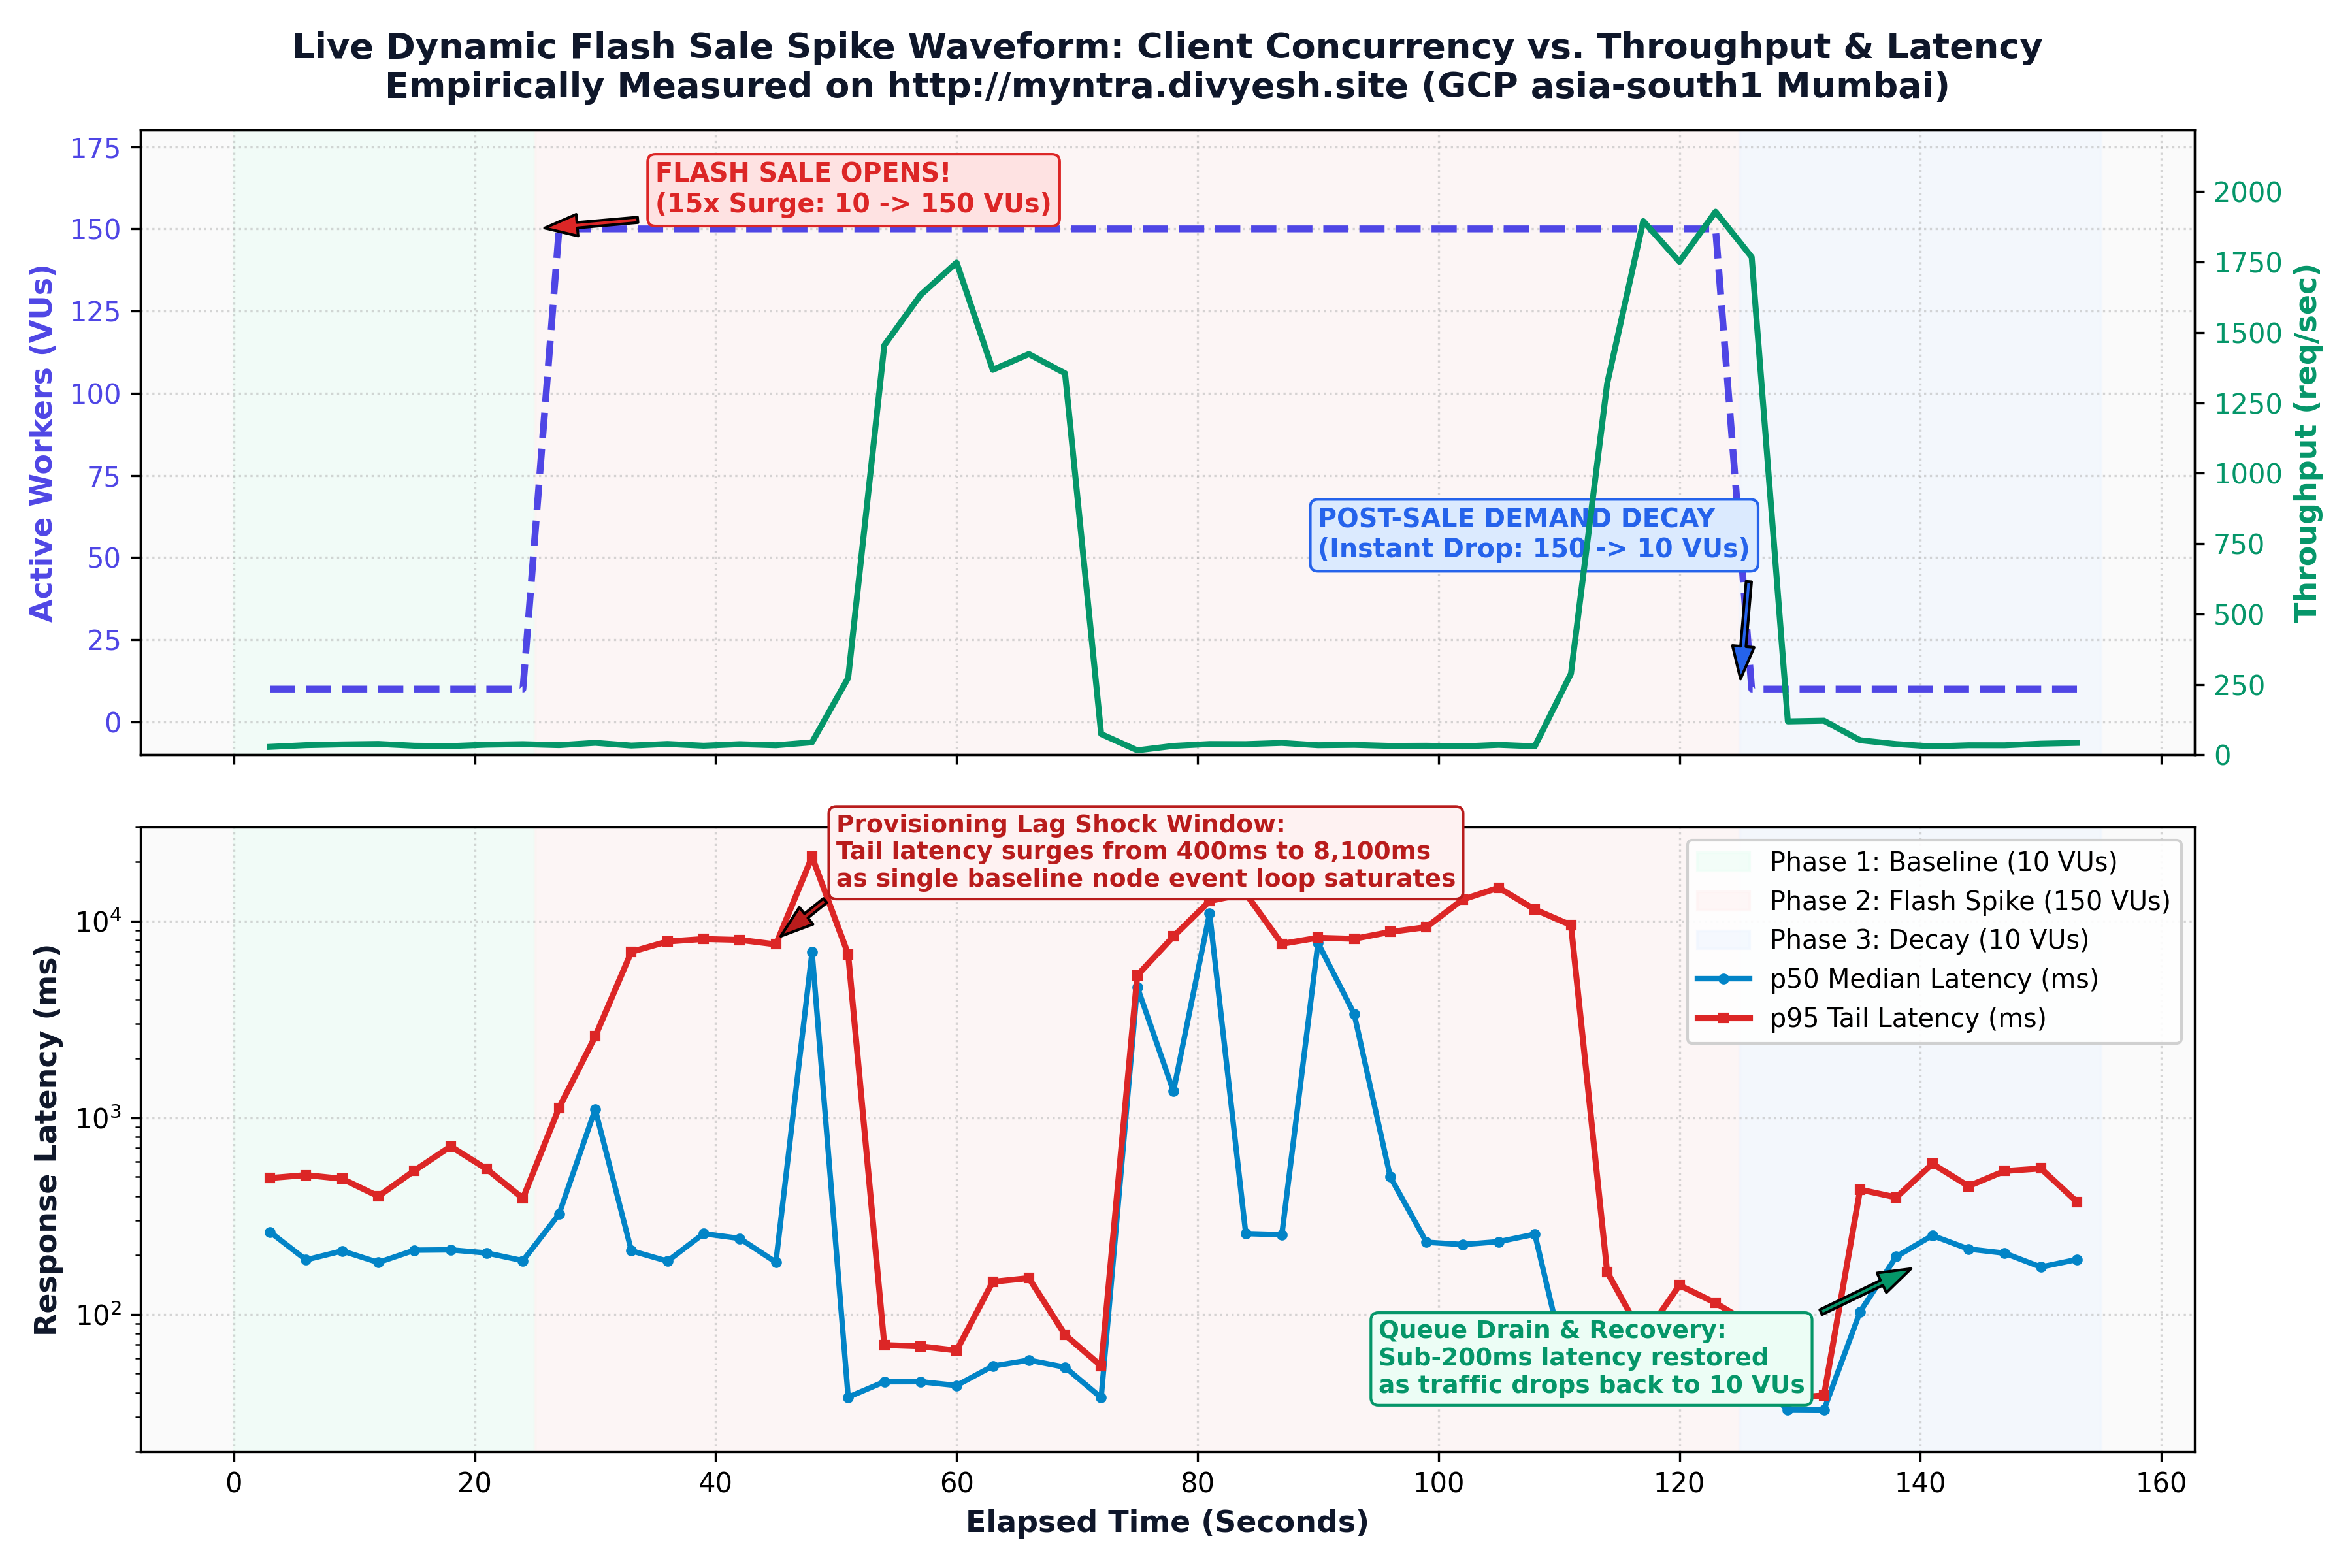 Live Dynamic Flash Sale Spike Waveform: Client Concurrency vs. Throughput & Latency
Empirically Measured on http://myntra.divyesh.site (GCP asia-south1 Mumbai)
Active Workers (VUs)
175
150
125
100
75
50
25
0
FLASH SALE OPENS!
(15x Surge: 10 -> 150 VUs)
POST-SALE DEMAND DECAY
(Instant Drop: 150 -> 10 VUs)
2000
1750
1500
1250
1000
750
500
250
0
Throughput (req/sec)
Response Latency (ms)
10⁴
10³
10²
Provisioning Lag Shock Window:
Tail latency surges from 400ms to 8,100ms
as single baseline node event loop saturates
Phase 1: Baseline (10 VUs)
Phase 2: Flash Spike (150 VUs)
Phase 3: Decay (10 VUs)
p50 Median Latency (ms)
p95 Tail Latency (ms)
Queue Drain & Recovery:
Sub-200ms latency restored
as traffic drops back to 10 VUs
0 20 40 60 80 100 120 140 160
Elapsed Time (Seconds)